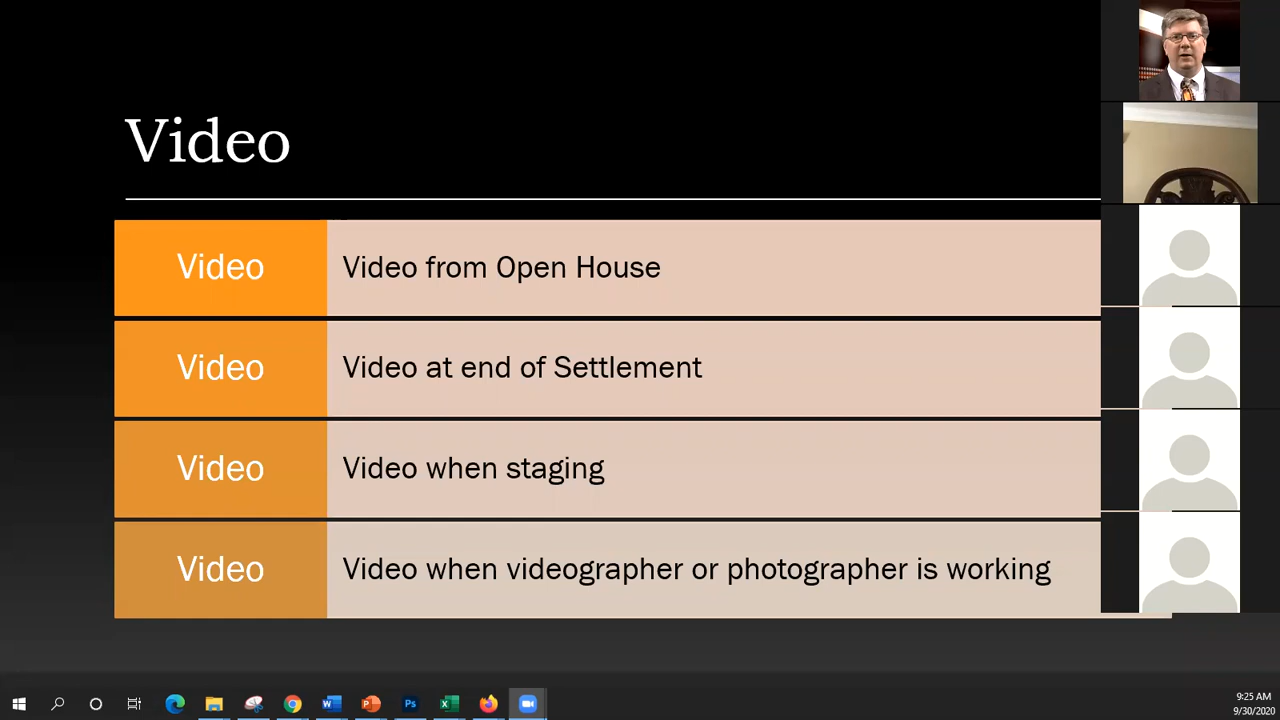 Video
Video
Video from Open House
Video
Video at end of Settlement
Video
Video when staging
Video
Video when videographer or photographer is working
9:25 AM
9/30/2020